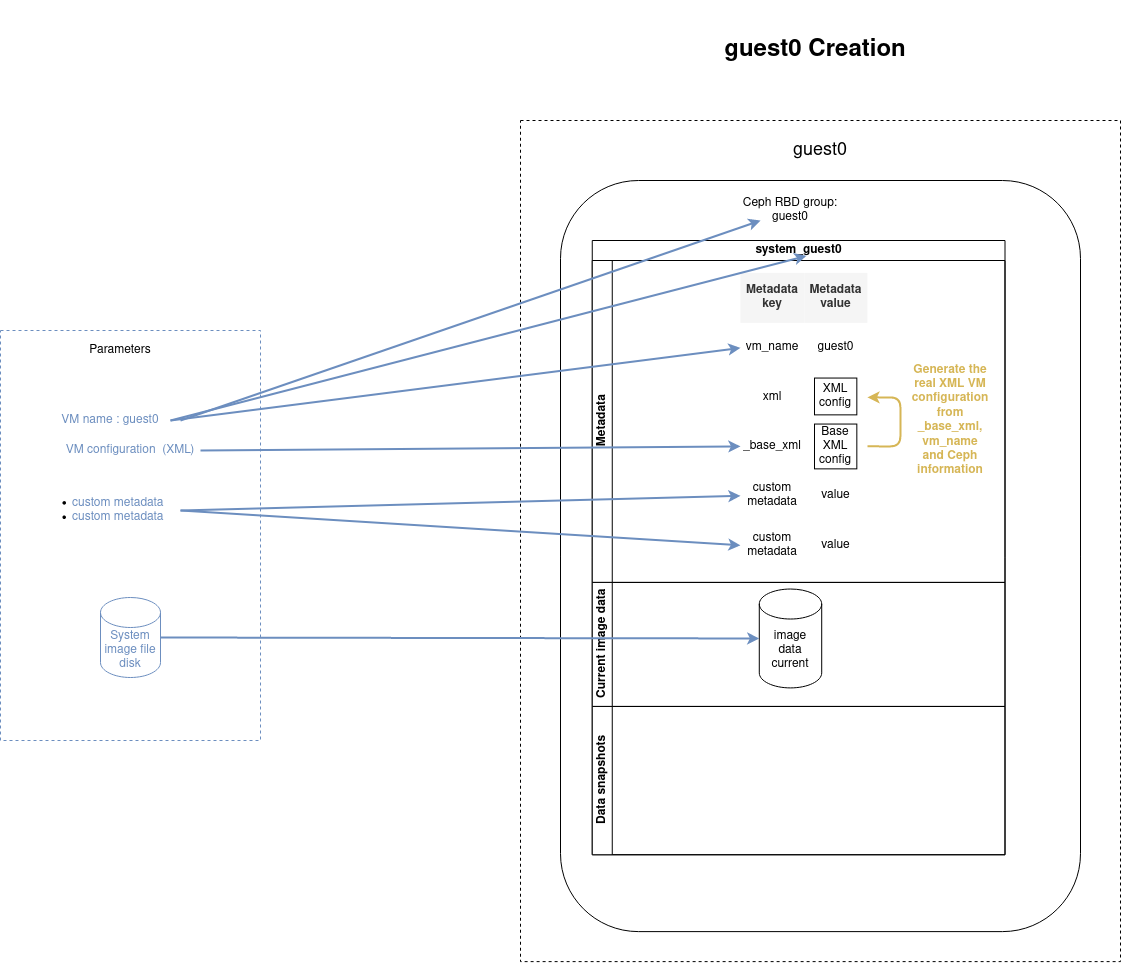 guest0 Creation
guest0
Ceph RBD group:
guest0
system_guest0
Parameters
VM name : guest0
VM configuration  (XML)
• custom metadata
• custom metadata
System
image file
disk
Metadata
Metadata
key
Metadata
value
vm_name
guest0
xml
XML
config
_base_xml
Base
XML
config
custom
metadata
value
custom
metadata
value
Generate the
real XML VM
configuration
from
_base_xml,
vm_name
and Ceph
information
Current image data
image
data
current
Data snapshots